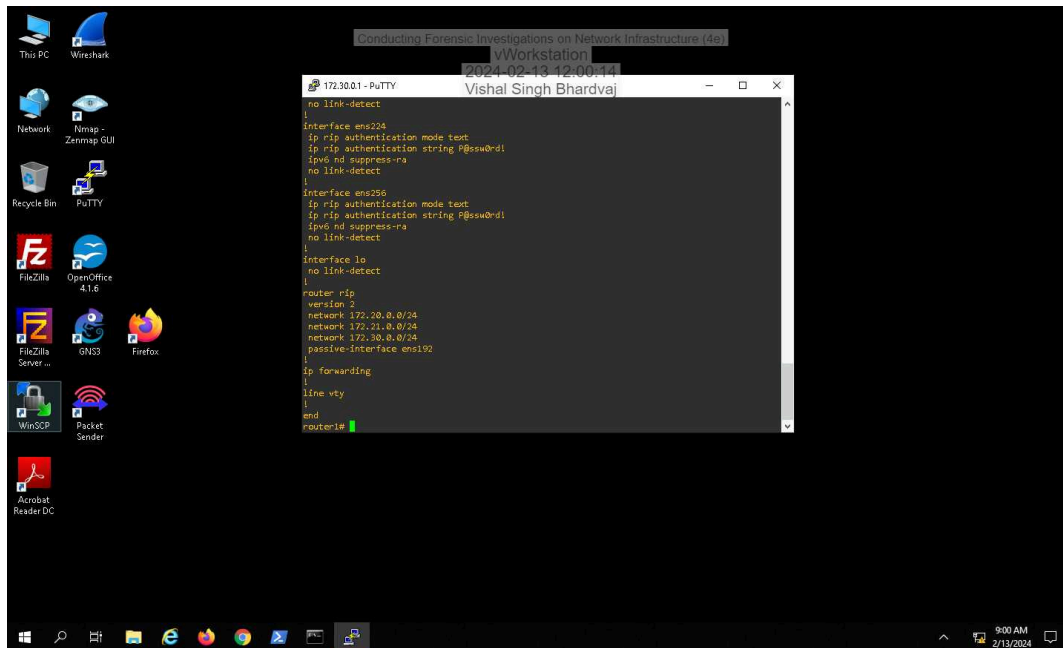 This PC
Wireshark
Network
Nmap -
Zenmap GUI
Recycle Bin
PuTTY
FileZilla
OpenOffice
4.1.6
FileZilla
Server ...
GNS3
Firefox
WinSCP
Packet
Sender
Acrobat
Reader DC
Conducting Forensic Investigations on Network Infrastructure (4e)
vWorkstation
2024-02-13 12:00:14
Vishal Singh Bhardvaj
172.30.0.1 - PuTTY
no link-detect
!
interface ens224
ip rip authentication mode text
ip rip authentication string P@ssw0rd!
ipv6 nd suppress-ra
no link-detect
!
interface ens256
ip rip authentication mode text
ip rip authentication string P@ssw0rd!
ipv6 nd suppress-ra
no link-detect
!
interface lo
no link-detect
!
router rip
version 2
network 172.20.0.0/24
network 172.21.0.0/24
network 172.30.0.0/24
passive-interface ens192
!
ip forwarding
!
line vty
!
end
router1#
9:00 AM
2/13/2024